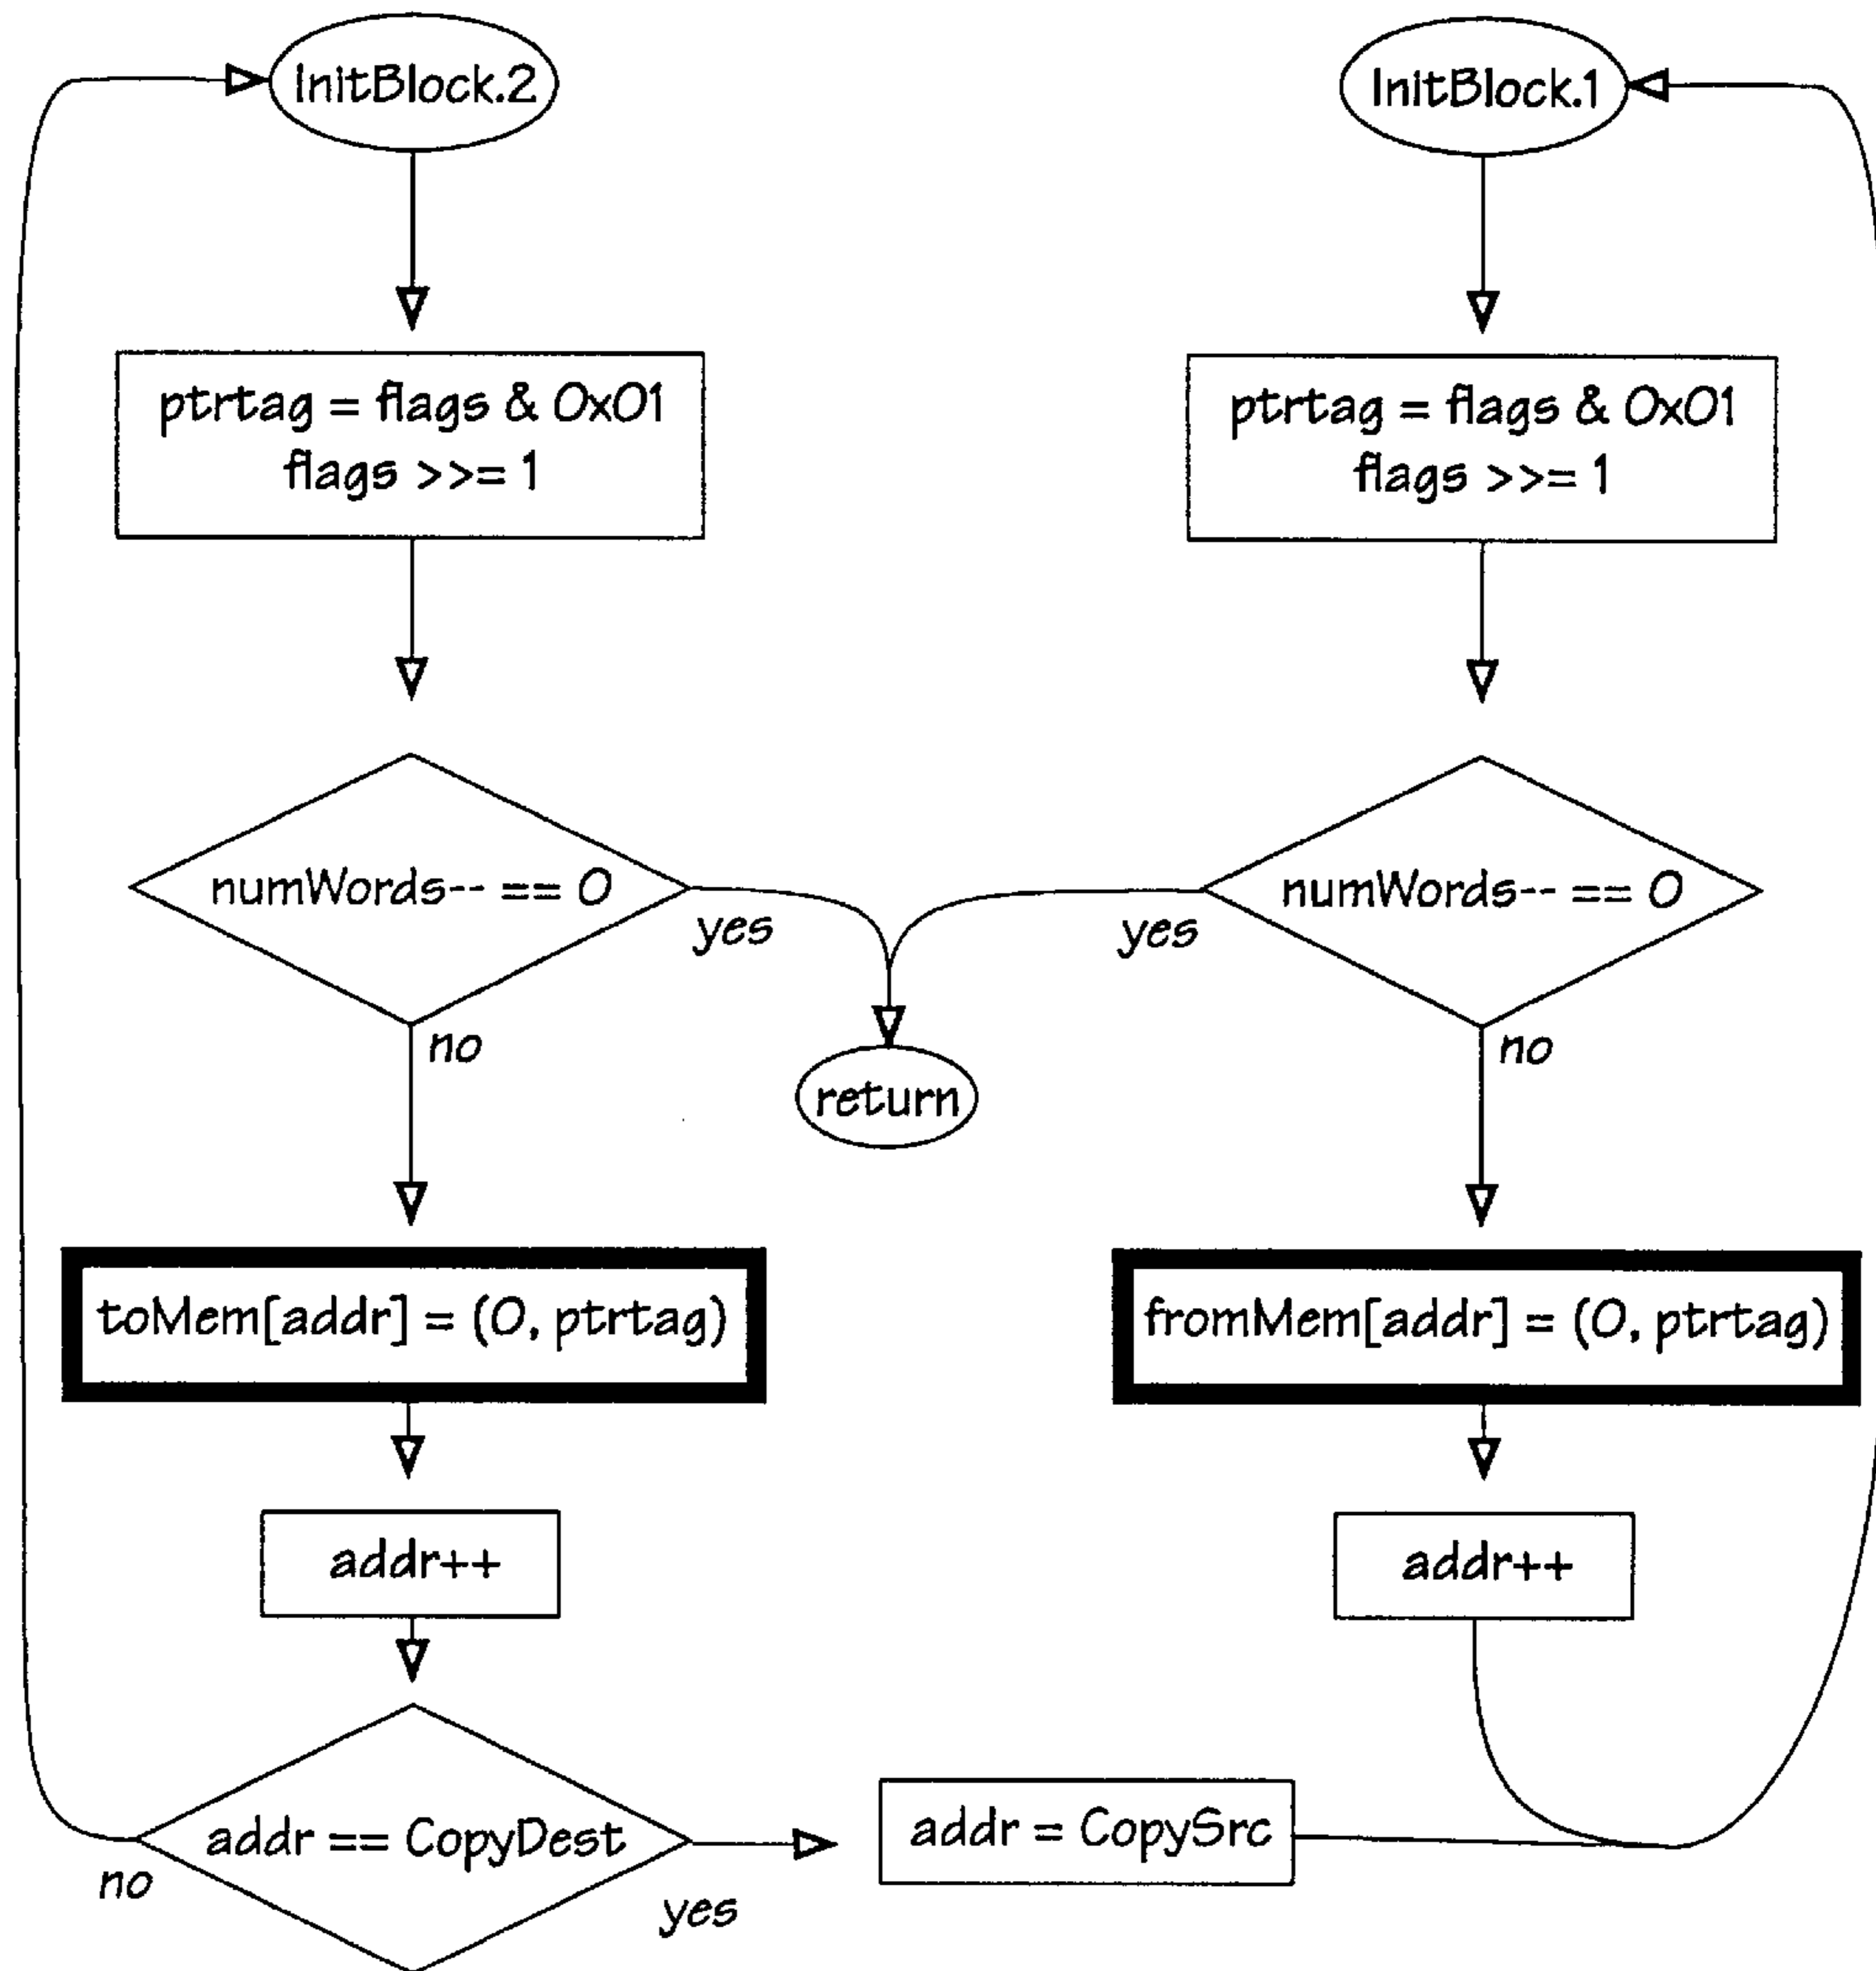 InitBlock.2
ptrtag = flags & 0x01
flags >>= 1
numWords-- == 0
yes
no
toMem[addr] = (0, ptrtag)
addr++
addr == CopyDest
no
yes
addr = CopySrc
return
InitBlock.1
ptrtag = flags & 0x01
flags >>= 1
numWords-- == 0
yes
no
fromMem[addr] = (0, ptrtag)
addr++